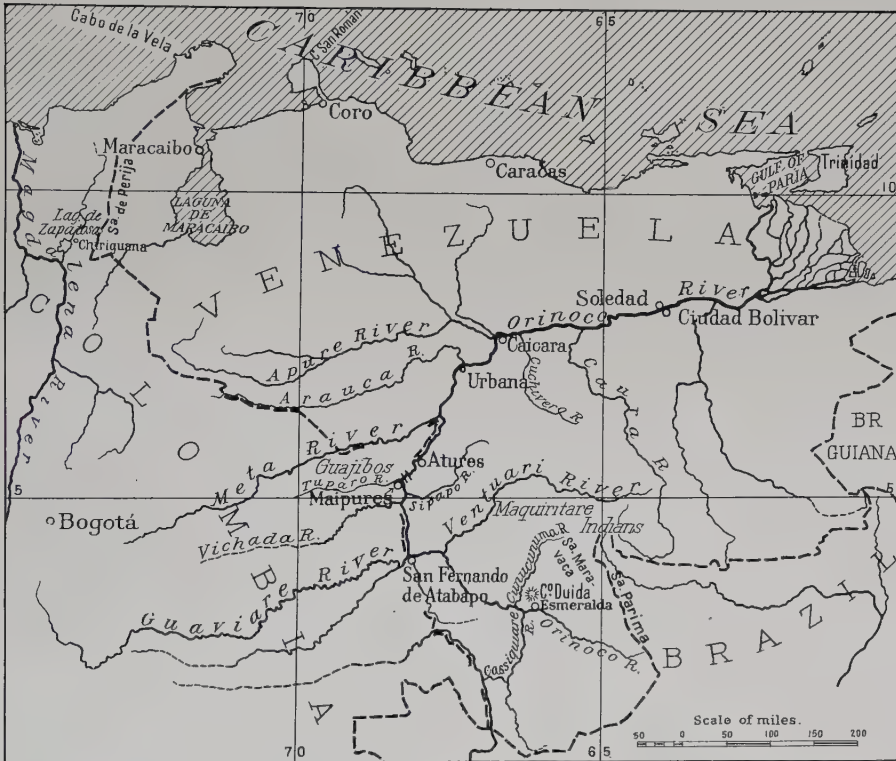 70
65
Cabo de la Vela
C. San Román
CARIBBEAN SEA
Coro
Maracaibo
Caracas
GULF OF PARIA
Trinidad
10
Sa. de Perija
LAGUNA DE MARACAIBO
Lag. de Zapatosa
Chiriguana
Magdalena River
VENEZUELA
Soledad
Orinoco River
Ciudad Bolivar
Caicara
Apure River
Cuchivero R.
Caura R.
Urbana
Arauca R.
BR GUIANA
Meta River
Guajibos
Atures
Tuparo R.
5
Maipures
Sipapo R.
Ventuari River
5
Bogotá
Maquiritare Indians
Vichada R.
COLOMBIA
Cunucunuma R.
Sa. Maravaca
San Fernando de Atabapo
Guaviare River
Co. Duida
Esmeralda
Sa. Parima
Cassiquiare R.
Orinoco R.
BRAZIL
Scale of miles.
50 0 50 100 150 200
70
65